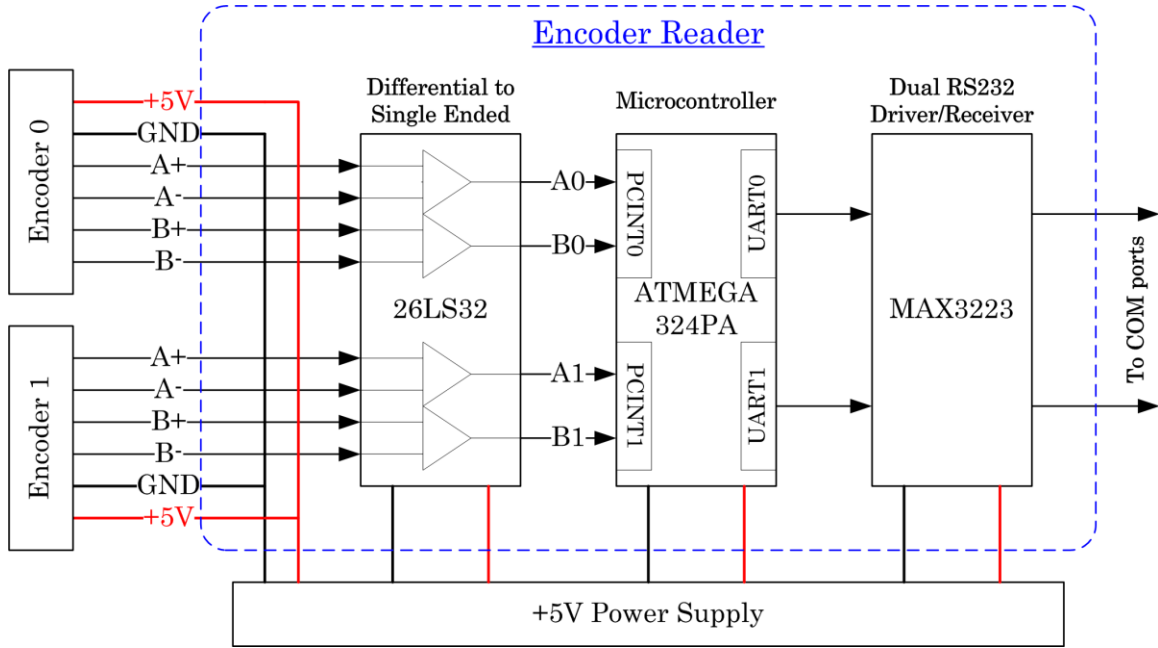 Encoder Reader
Encoder 0
+5V
GND
A+
A-
B+
B-
Encoder 1
A+
A-
B+
B-
GND
+5V
Differential to
Single Ended
26LS32
A0
B0
A1
B1
Microcontroller
PCINT0
UART0
ATMEGA
324PA
PCINT1
UART1
Dual RS232
Driver/Receiver
MAX3223
To COM ports
+5V Power Supply